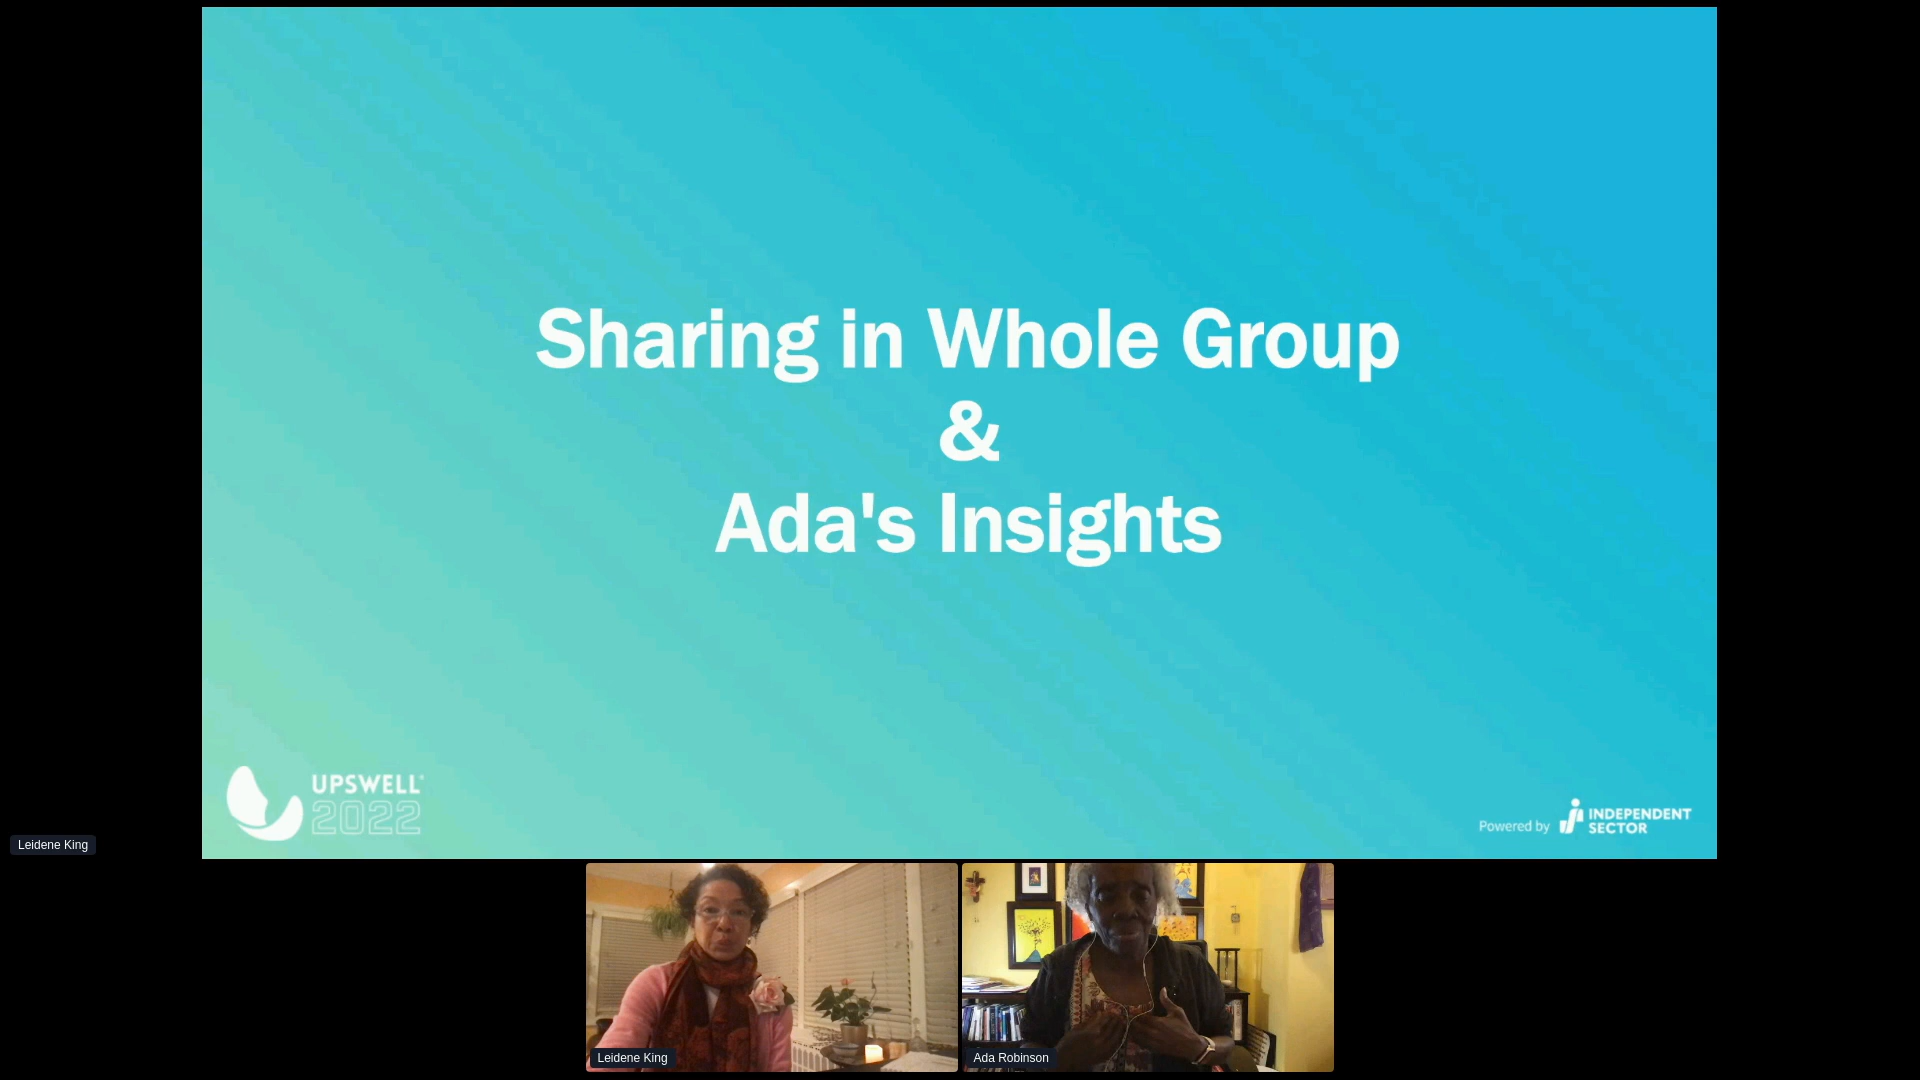 Sharing in Whole Group
&
Ada's Insights
UPSWELL
2022
Powered by
INDEPENDENT
SECTOR
Leidene King
Leidene King
Ada Robinson